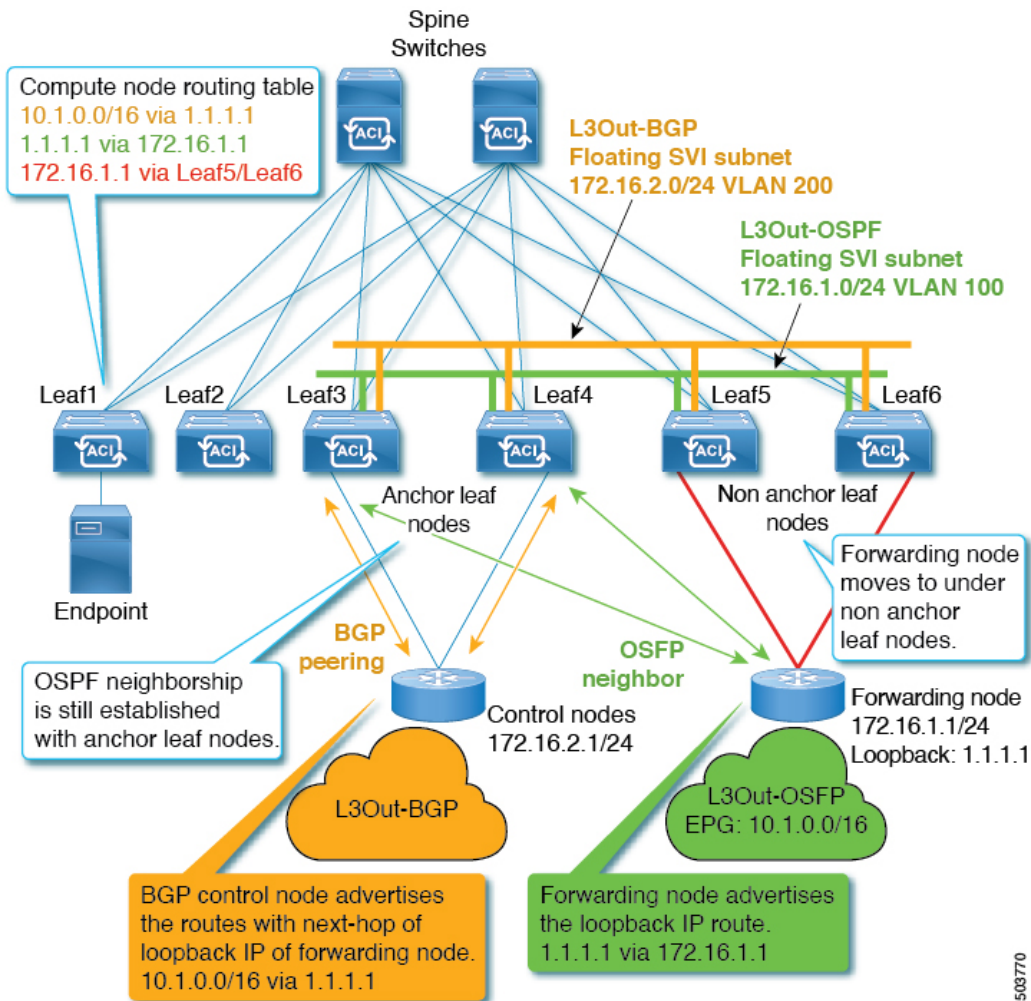 Spine
Switches
Compute node routing table
10.1.0.0/16 via 1.1.1.1
1.1.1.1 via 172.16.1.1
172.16.1.1 via Leaf5/Leaf6
ACI
ACI
L3Out-BGP
Floating SVI subnet
172.16.2.0/24 VLAN 200
L3Out-OSPF
Floating SVI subnet
172.16.1.0/24 VLAN 100
Leaf1
Leaf2
Leaf3
Leaf4
Leaf5
Leaf6
ACI
ACI
ACI
ACI
ACI
ACI
Anchor leaf
nodes
Non anchor leaf
nodes
Forwarding node
moves to under
non anchor
leaf nodes.
Endpoint
BGP
peering
OSFP
neighbor
OSPF neighborship
is still established
with anchor leaf nodes.
Control nodes
172.16.2.1/24
Forwarding node
172.16.1.1/24
Loopback: 1.1.1.1
L3Out-BGP
L3Out-OSFP
EPG: 10.1.0.0/16
BGP control node advertises
the routes with next-hop of
loopback IP of forwarding node.
10.1.0.0/16 via 1.1.1.1
Forwarding node advertises
the loopback IP route.
1.1.1.1 via 172.16.1.1
503770